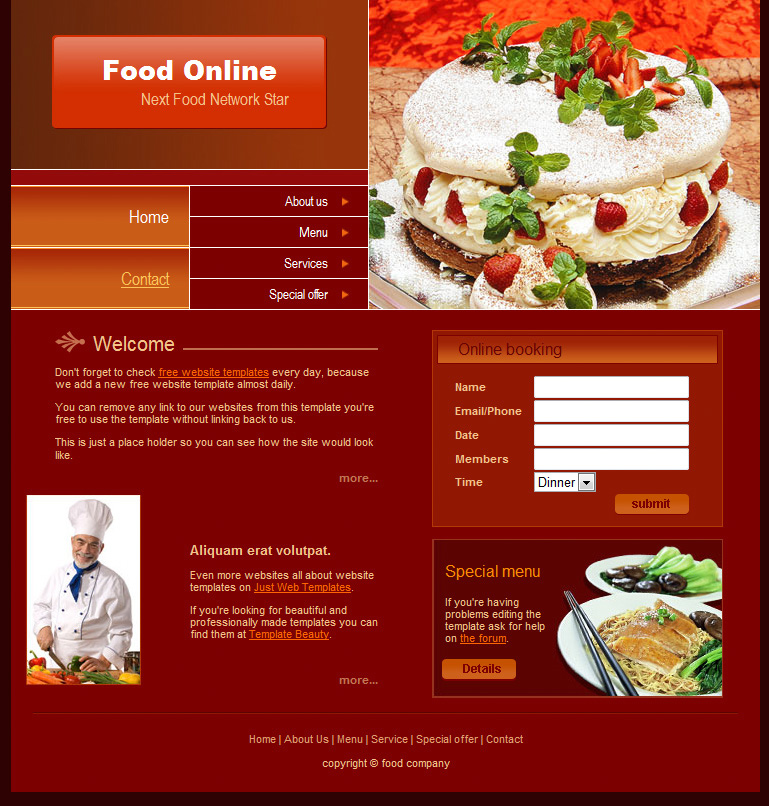 Food Online
Next Food Network Star
Home
Contact
About us
Menu
Services
Special offer
Welcome
Don't forget to check free website templates every day, because
we add a new free website template almost daily.
You can remove any link to our websites from this template you're
free to use the template without linking back to us.
This is just a place holder so you can see how the site would look
like.
more...
Aliquam erat volutpat.
Even more websites all about website
templates on Just Web Templates.
If you're looking for beautiful and
professionally made templates you can
find them at Template Beauty.
more...
Online booking
Name
Email/Phone
Date
Members
Time Dinner
submit
Special menu
If you're having
problems editing the
template ask for help
on the forum.
Details
Home | About Us | Menu | Service | Special offer | Contact
copyright © food company